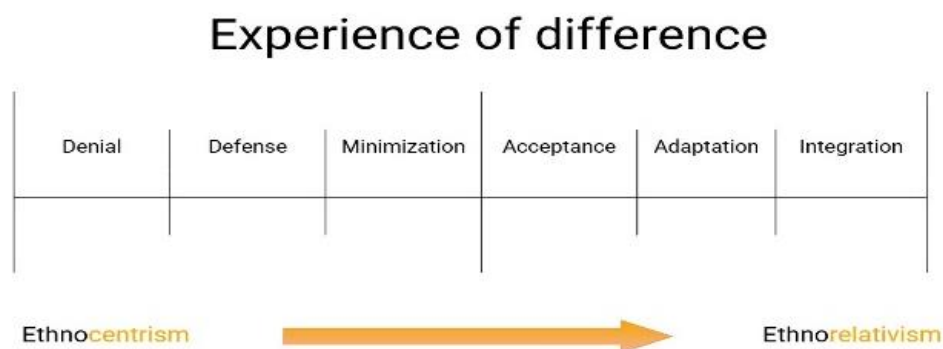 Experience of difference
Denial Defense Minimization Acceptance Adaptation Integration
Ethnocentrism Ethnorelativism